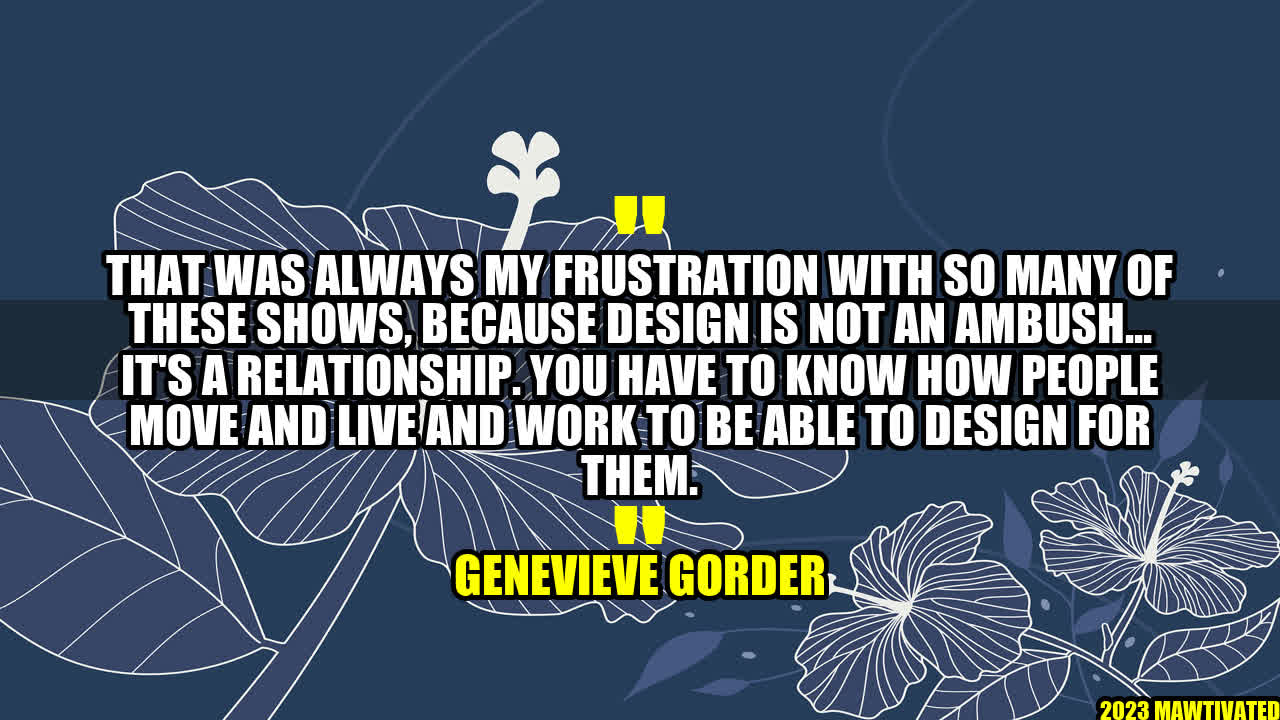 "
THAT WAS ALWAYS MY FRUSTRATION WITH SO MANY OF
THESE SHOWS, BECAUSE DESIGN IS NOT AN AMBUSH...
IT'S A RELATIONSHIP. YOU HAVE TO KNOW HOW PEOPLE
MOVE AND LIVE AND WORK TO BE ABLE TO DESIGN FOR
THEM.
"
GENEVIEVE GORDER
2023 MAWTIVATED